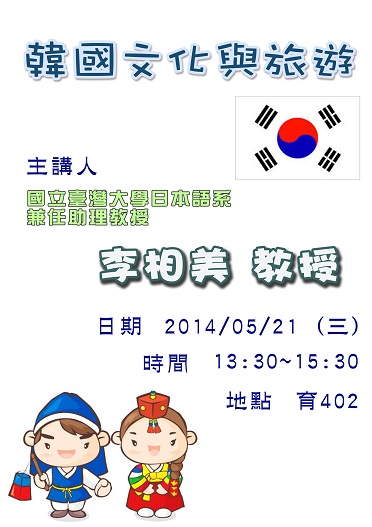 韓國文化與旅遊
主講人
國立臺灣大學日本語系
兼任助理教授
李相美 教授
日期 2014/05/21 (三)
時間 13:30~15:30
地點 育402